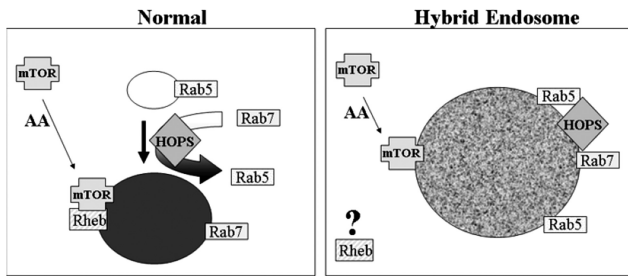 Normal
mTOR
AA
Rab5
Rab7
HOPS
Rab5
mTOR
Rheb
Rab7
Hybrid Endosome
mTOR
AA
Rab5
HOPS
mTOR
Rab7
Rab5
?
Rheb